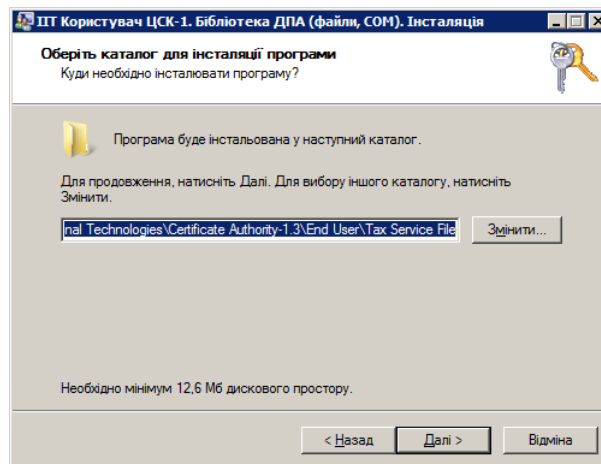 ІІТ Користувач ЦСК-1. Бібліотека ДПА (файли, COM). Інсталяція
Оберіть каталог для інсталяції програми
Куди необхідно інсталювати програму?
Програма буде інстальована у наступний каталог.
Для продовження, натисніть Далі. Для вибору іншого каталогу, натисніть
Змінити.
nal Technologies\Certificate Authority-1.3\End User\Tax Service File
Змінити...
Необхідно мінімум 12,6 Мб дискового простору.
< Назад
Далі >
Відміна